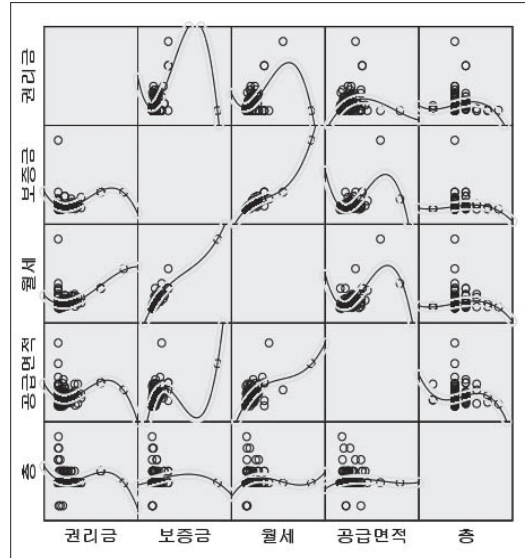 권리금
보증금
월세
공급면적
층
권리금 보증금 월세 공급면적 층